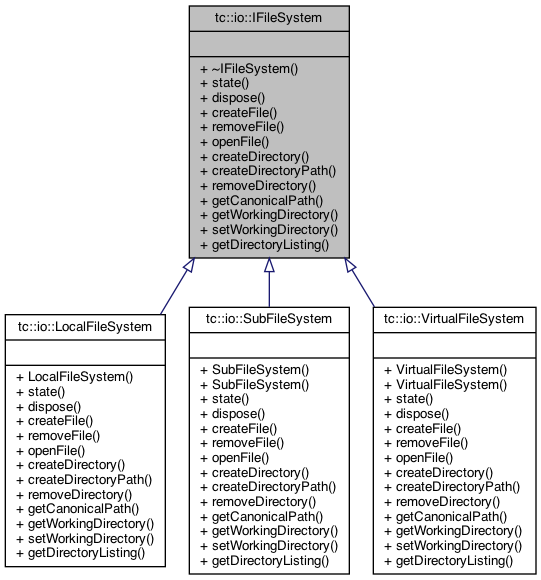 tc::io::IFileSystem
+ ~IFileSystem()
+ state()
+ dispose()
+ createFile()
+ removeFile()
+ openFile()
+ createDirectory()
+ createDirectoryPath()
+ removeDirectory()
+ getCanonicalPath()
+ getWorkingDirectory()
+ setWorkingDirectory()
+ getDirectoryListing()
tc::io::LocalFileSystem
+ LocalFileSystem()
+ state()
+ dispose()
+ createFile()
+ removeFile()
+ openFile()
+ createDirectory()
+ createDirectoryPath()
+ removeDirectory()
+ getCanonicalPath()
+ getWorkingDirectory()
+ setWorkingDirectory()
+ getDirectoryListing()
tc::io::SubFileSystem
+ SubFileSystem()
+ SubFileSystem()
+ state()
+ dispose()
+ createFile()
+ removeFile()
+ openFile()
+ createDirectory()
+ createDirectoryPath()
+ removeDirectory()
+ getCanonicalPath()
+ getWorkingDirectory()
+ setWorkingDirectory()
+ getDirectoryListing()
tc::io::VirtualFileSystem
+ VirtualFileSystem()
+ VirtualFileSystem()
+ state()
+ dispose()
+ createFile()
+ removeFile()
+ openFile()
+ createDirectory()
+ createDirectoryPath()
+ removeDirectory()
+ getCanonicalPath()
+ getWorkingDirectory()
+ setWorkingDirectory()
+ getDirectoryListing()